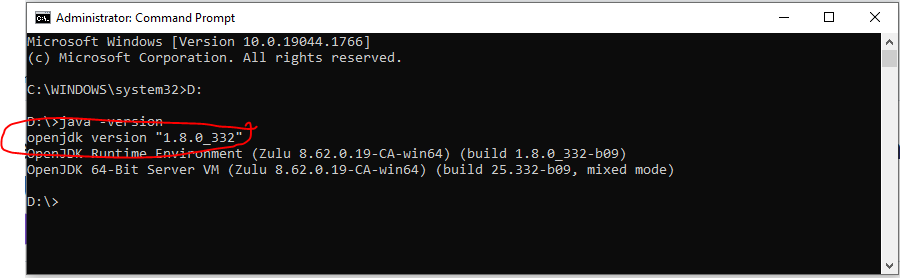 Administrator: Command Prompt
Microsoft Windows [Version 10.0.19044.1766]
(c) Microsoft Corporation. All rights reserved.
C:\WINDOWS\system32>D:
D:\>java -version
openjdk version "1.8.0_332"
OpenJDK Runtime Environment (Zulu 8.62.0.19-CA-win64) (build 1.8.0_332-b09)
OpenJDK 64-Bit Server VM (Zulu 8.62.0.19-CA-win64) (build 25.332-b09, mixed mode)
D:\>